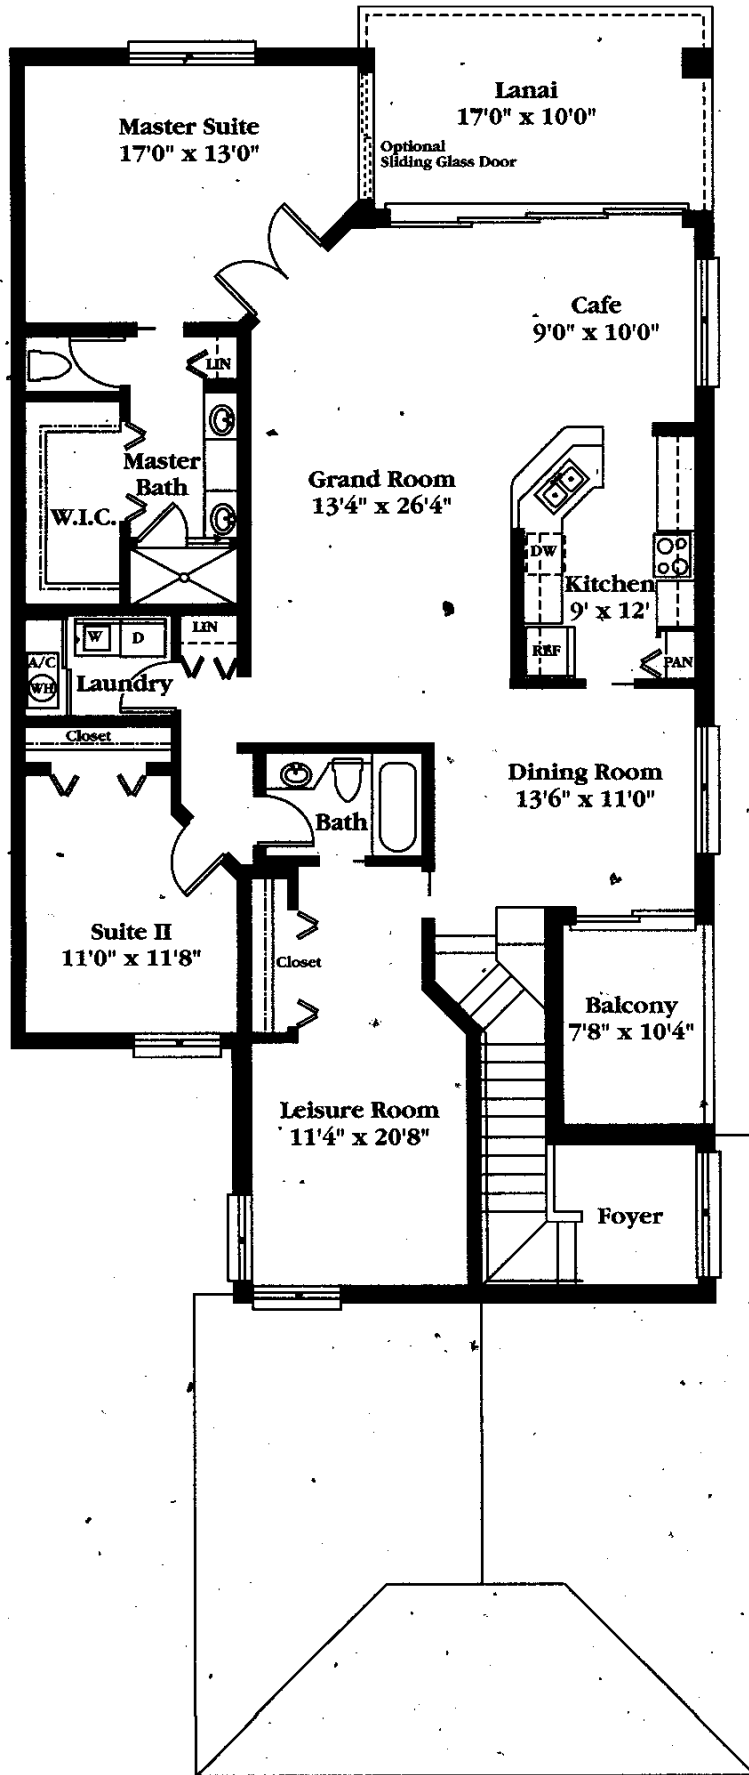 Lanai
17'0" x 10'0"
Master Suite
17'0" x 13'0"
Optional
Sliding Glass Door
Cafe
9'0" x 10'0"
LIN
Master
Bath
Grand Room
13'4" x 26'4"
W.I.C.
DW
Kitchen
9' x 12'
LIN
W
D
REF
PAN
A/C
WH
Laundry
Closet
Dining Room
13'6" x 11'0"
Bath
Suite II
11'0" x 11'8"
Closet
Balcony
7'8" x 10'4"
Leisure Room
11'4" x 20'8"
Foyer